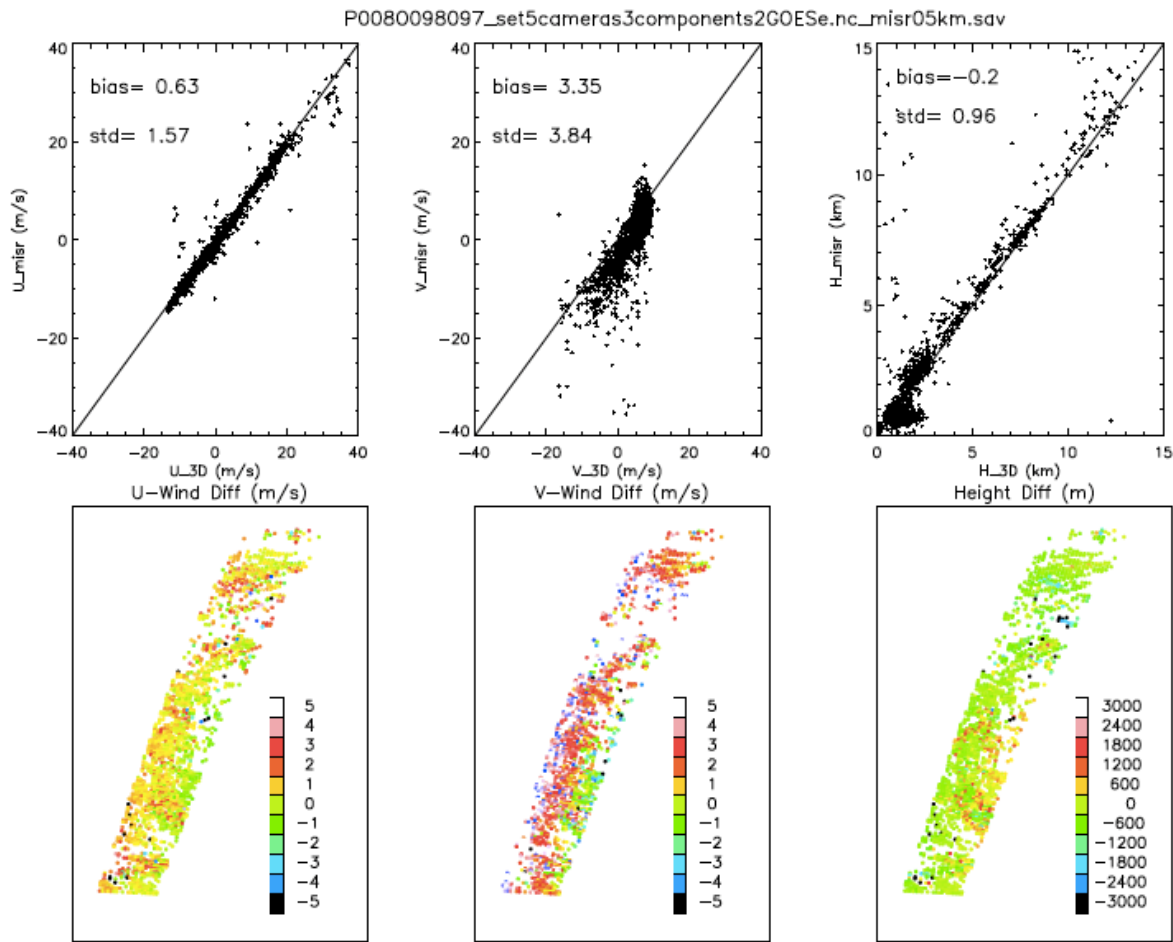 P0080098097_set5cameras3components2GOESe.nc_misr05km.sav
40
20
0
−20
−40
U_misr (m/s)
bias= 0.63
std= 1.57
−40 −20 0 20 40
U_3D (m/s)
40
20
0
−20
−40
V_misr (m/s)
bias= 3.35
std= 3.84
−40 −20 0 20 40
V_3D (m/s)
15
10
5
0
H_misr (km)
bias=−0.2
std= 0.96
0 5 10 15
H_3D (km)
U−Wind Diff (m/s)
5
4
3
2
1
0
−1
−2
−3
−4
−5
V−Wind Diff (m/s)
5
4
3
2
1
0
−1
−2
−3
−4
−5
Height Diff (m)
3000
2400
1800
1200
600
0
−600
−1200
−1800
−2400
−3000